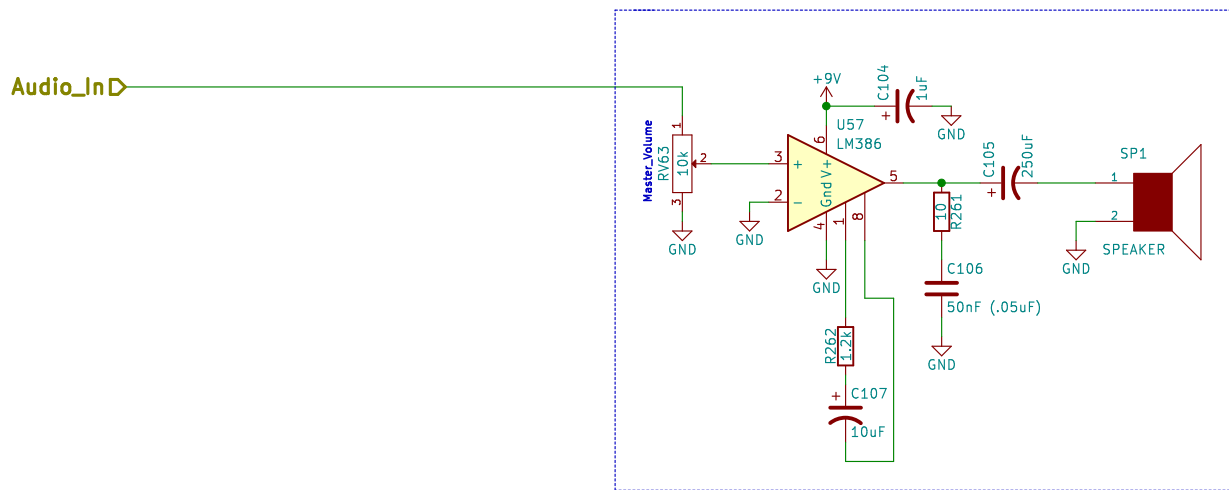 Audio_In
Master_Volume
RV63
10k
1
2
3
GND
+9V
C104
1uF
+
GND
U57
LM386
6
3
2
+
-
V+
Gnd
4
1
8
5
GND
GND
C105
250uF
+
10
R261
C106
50nF (.05uF)
GND
R262
1.2k
+
C107
10uF
SP1
1
2
SPEAKER
GND